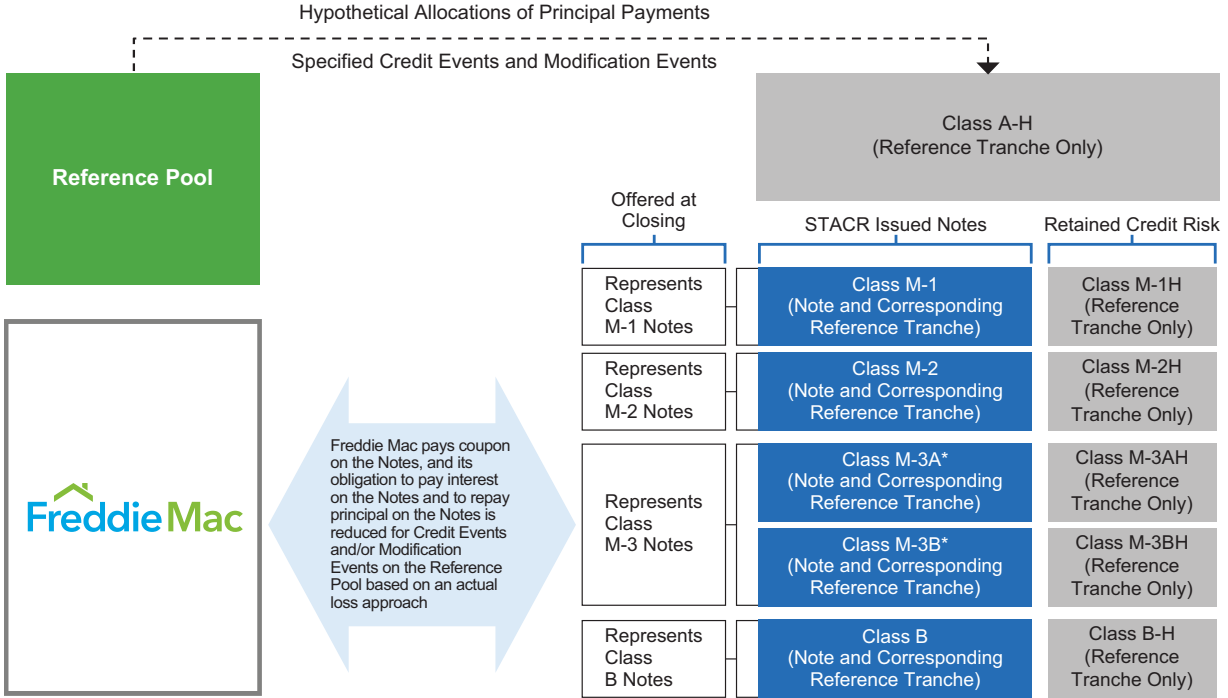 Hypothetical Allocations of Principal Payments
Specified Credit Events and Modification Events
Reference Pool
Class A-H
(Reference Tranche Only)
Offered at
Closing
STACR Issued Notes
Retained Credit Risk
Represents
Class
M-1 Notes
Class M-1
(Note and Corresponding
Reference Tranche)
Class M-1H
(Reference
Tranche Only)
Represents
Class
M-2 Notes
Class M-2
(Note and Corresponding
Reference Tranche)
Class M-2H
(Reference
Tranche Only)
Freddie Mac
Freddie Mac pays coupon
on the Notes, and its
obligation to pay interest
on the Notes and to repay
principal on the Notes is
reduced for Credit Events
and/or Modification
Events on the Reference
Pool based on an actual
loss approach
Represents
Class
M-3 Notes
Class M-3A*
(Note and Corresponding
Reference Tranche)
Class M-3AH
(Reference
Tranche Only)
Class M-3B*
(Note and Corresponding
Reference Tranche)
Class M-3BH
(Reference
Tranche Only)
Represents
Class
B Notes
Class B
(Note and Corresponding
Reference Tranche)
Class B-H
(Reference
Tranche Only)